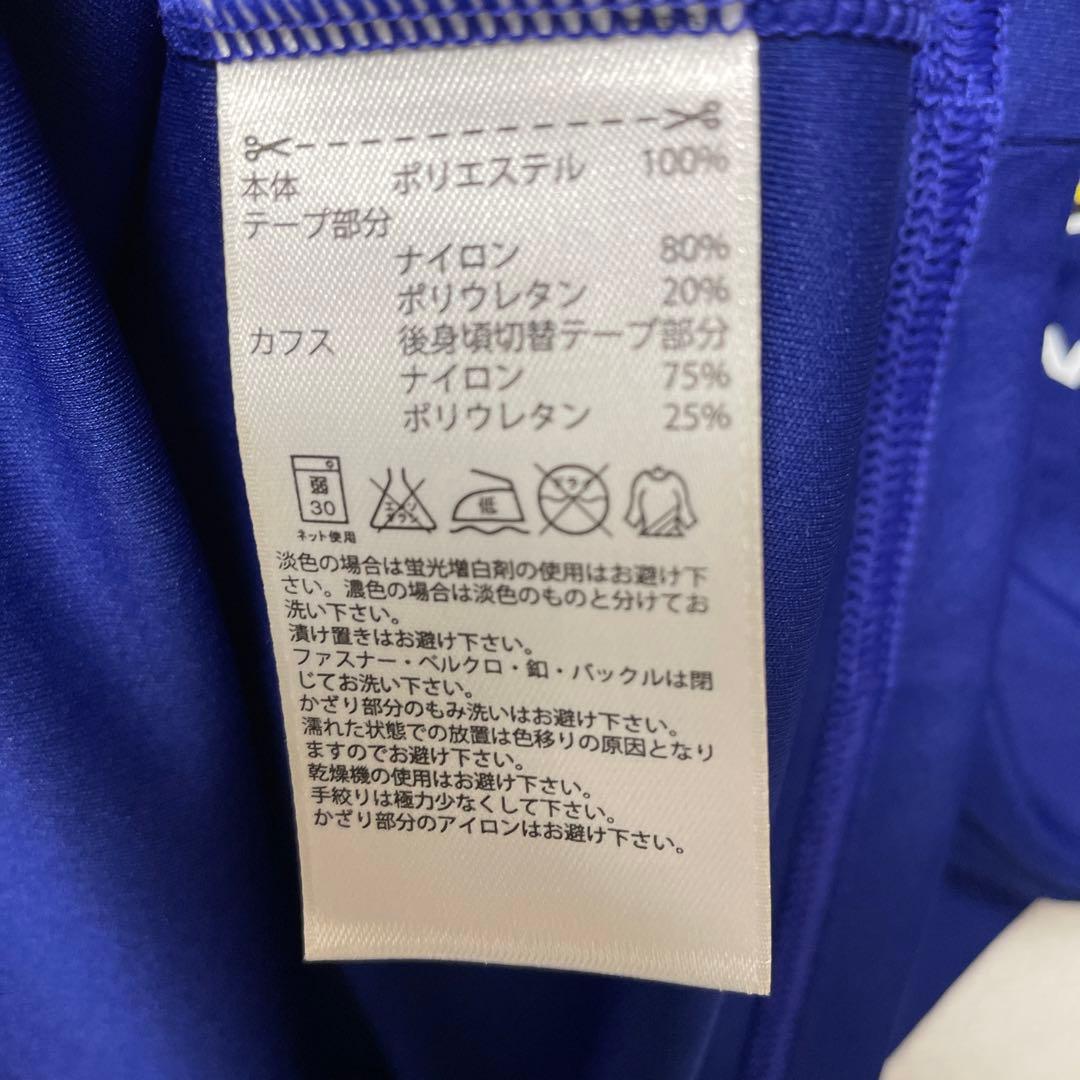 本体 ポリエステル 100%
テープ部分
ナイロン 80%
ポリウレタン 20%
カフス 後身頃切替テープ部分
ナイロン 75%
ポリウレタン 25%
弱
30
エンソ
サラシ
低
ドライ
ネット使用
淡色の場合は蛍光増白剤の使用はお避け下
さい。濃色の場合は淡色のものと分けてお
洗い下さい。
漬け置きはお避け下さい。
ファスナー・ベルクロ・釦・バックルは閉
じてお洗い下さい。
かざり部分のもみ洗いはお避け下さい。
濡れた状態での放置は色移りの原因となり
ますのでお避け下さい。
乾燥機の使用はお避け下さい。
手絞りは極力少なくして下さい。
かざり部分のアイロンはお避け下さい。